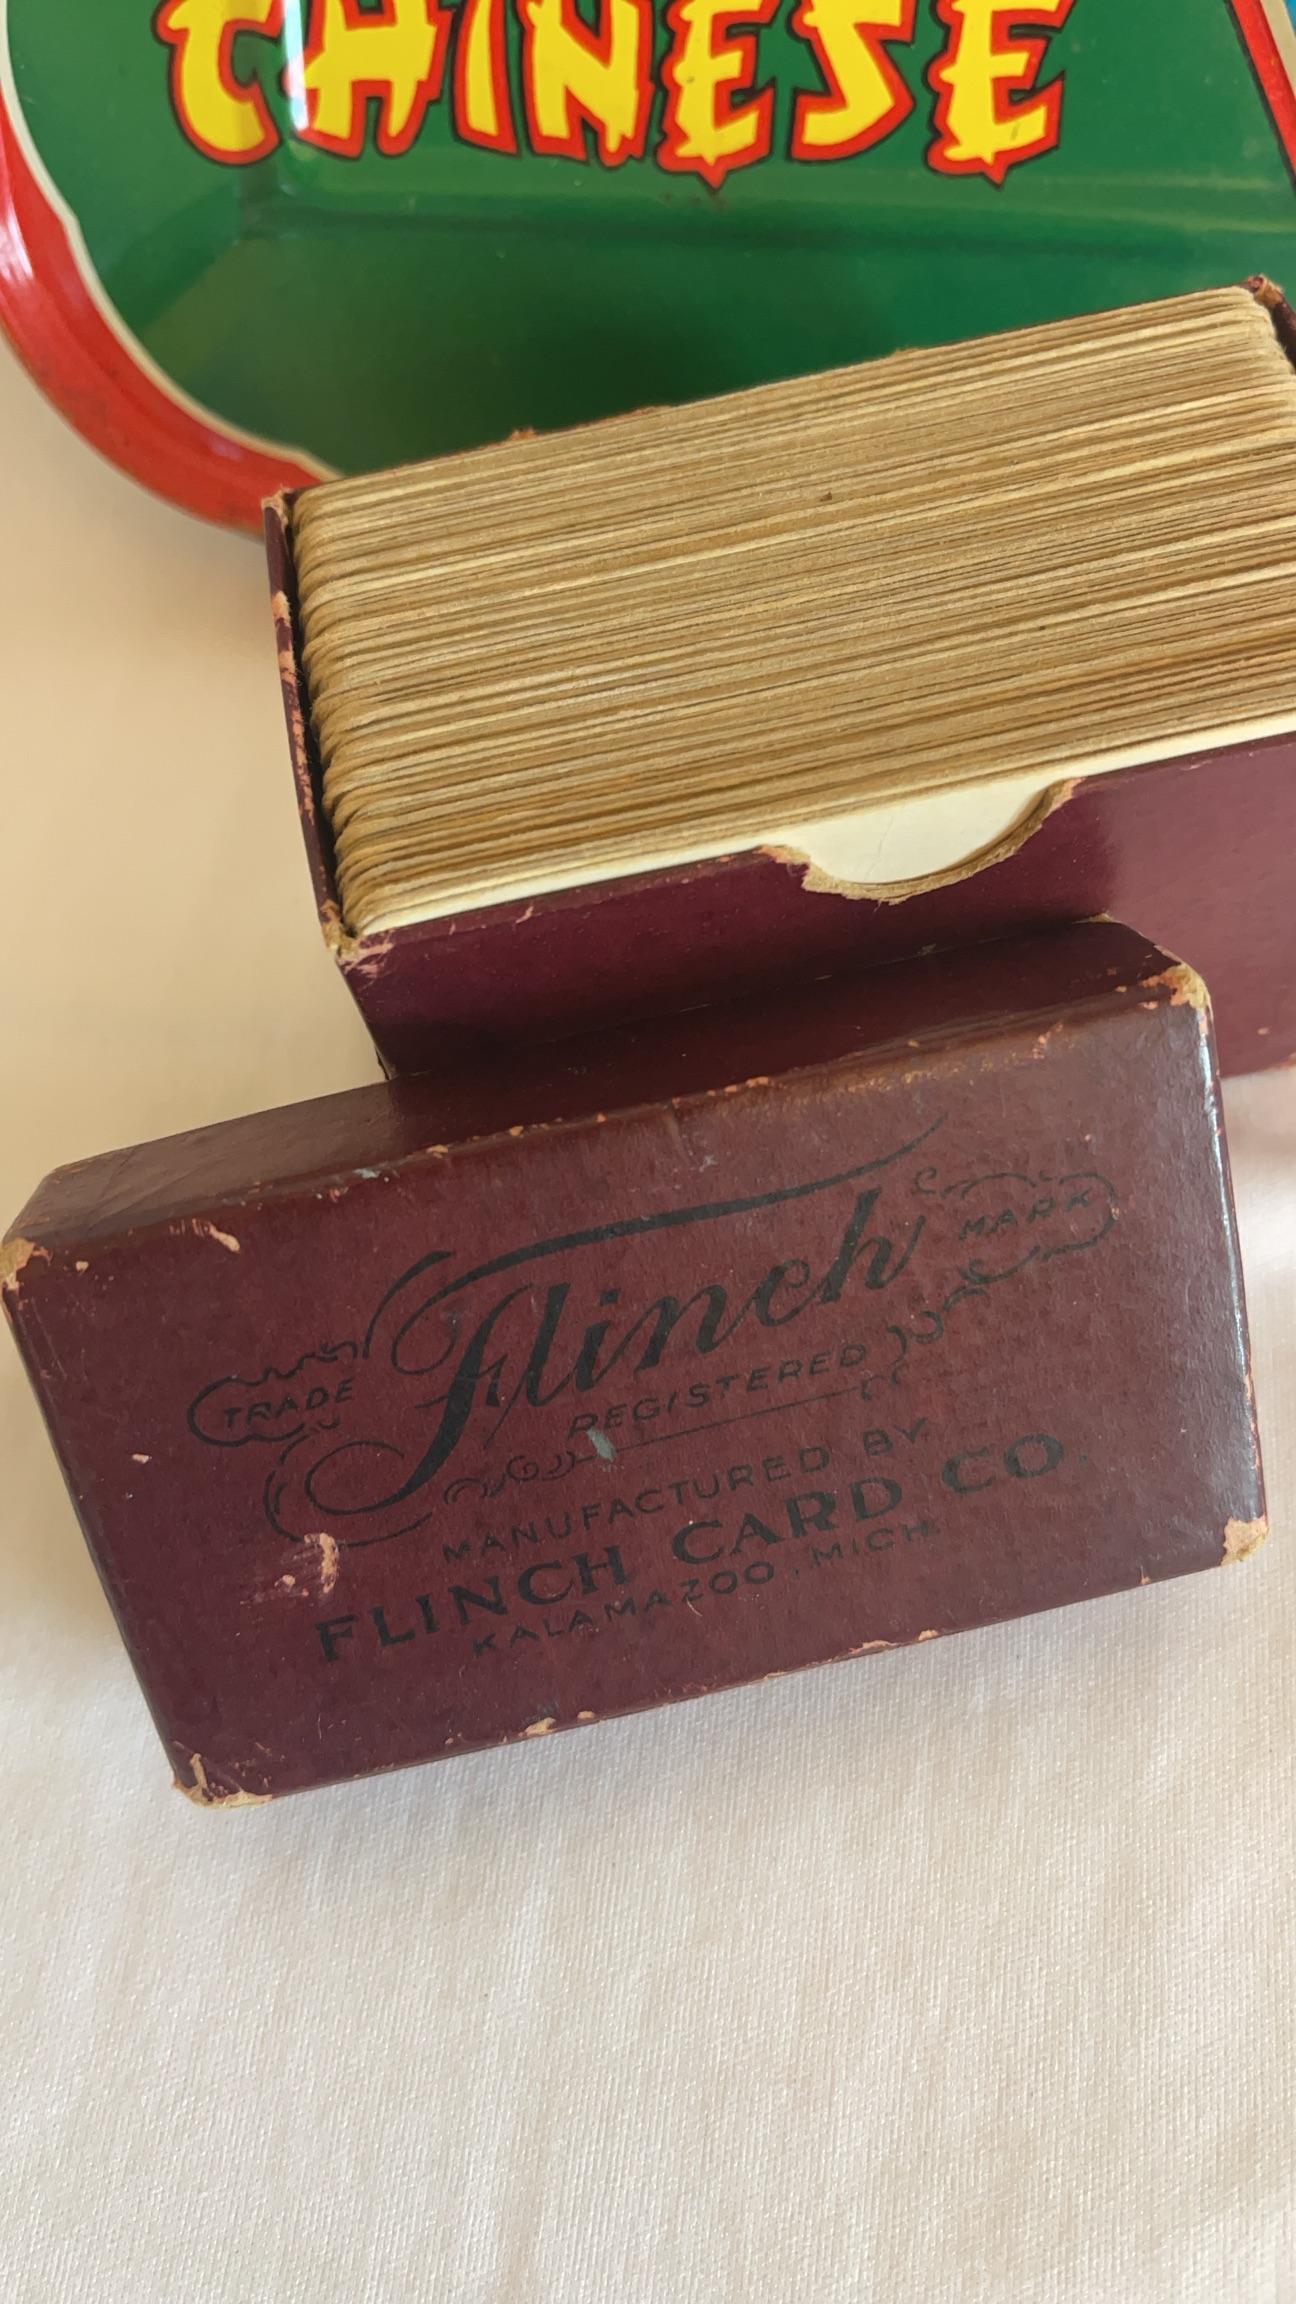 CHINESE
Flinch
TRADE MARK
REGISTERED
MANUFACTURED BY
FLINCH CARD CO.
KALAMAZOO, MICH.